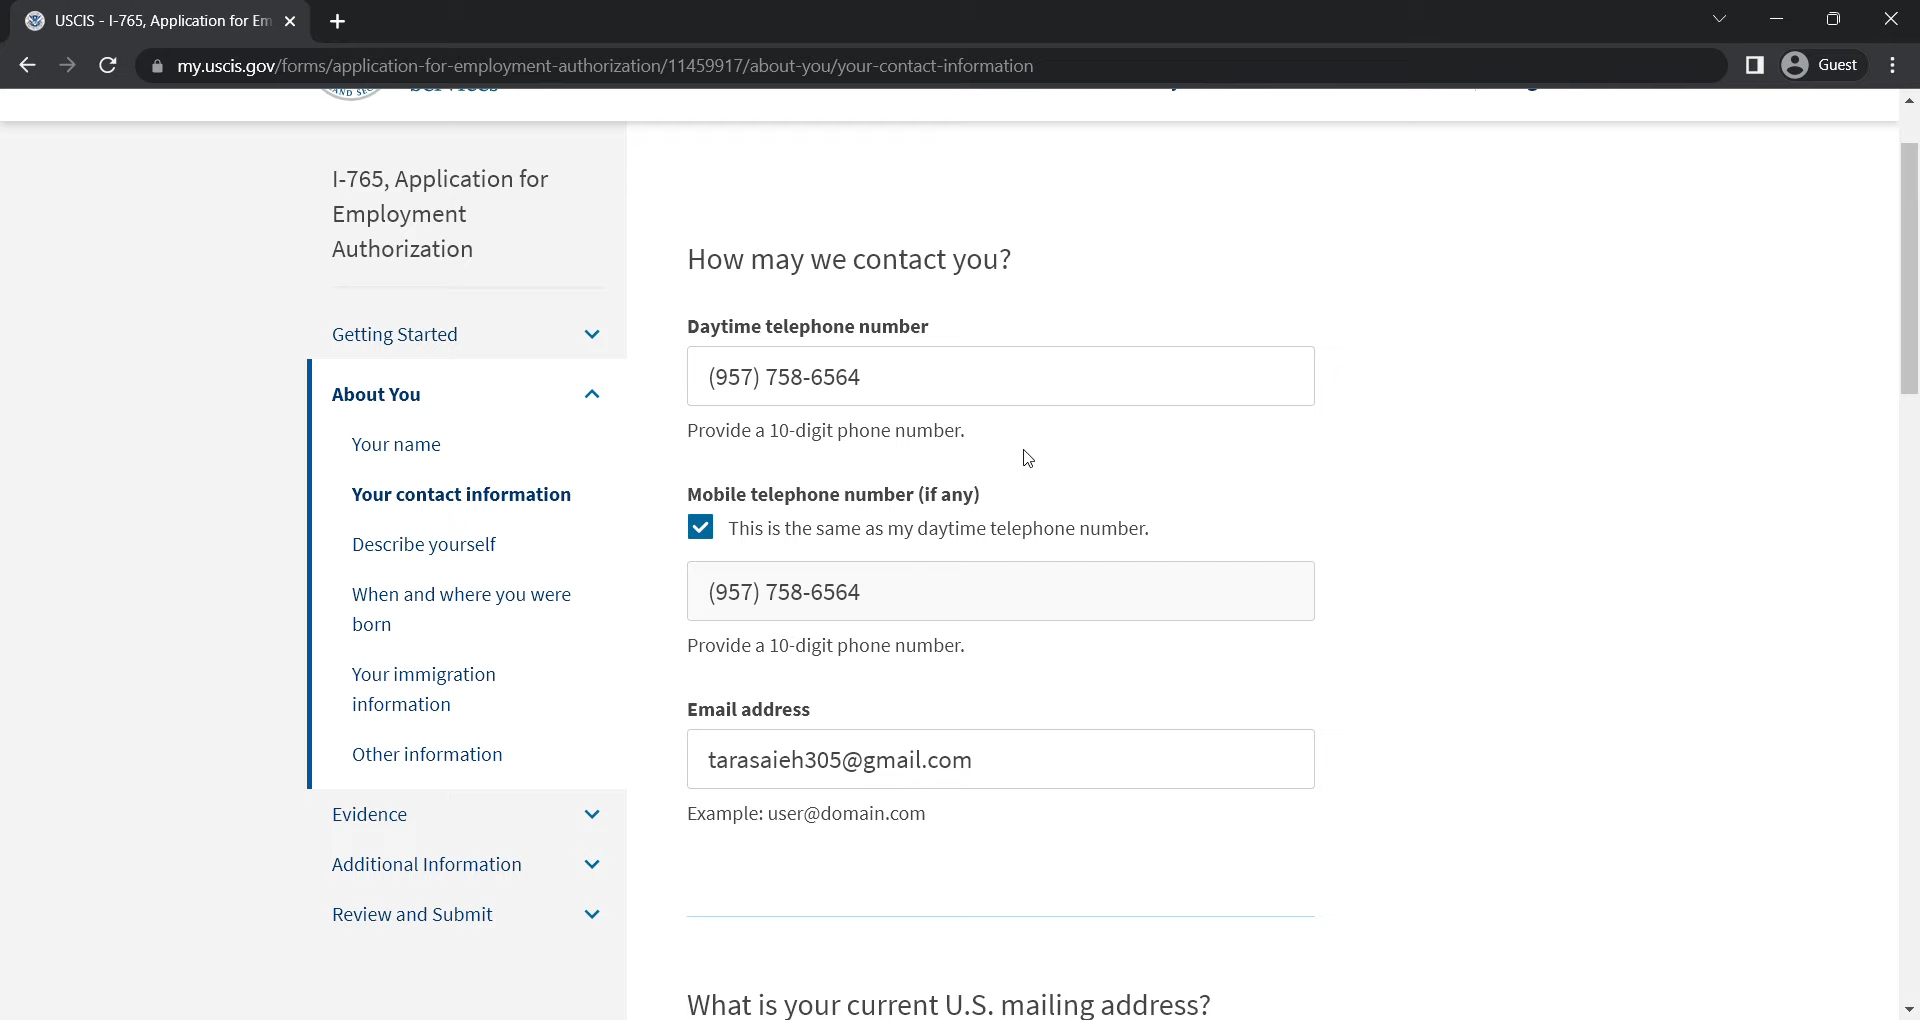 USCIS - I-765, Application for Em
my.uscis.gov/forms/application-for-employment-authorization/11459917/about-you/your-contact-information
Guest
AND SEC
I-765, Application for
Employment
Authorization
Getting Started
About You
Your name
Your contact information
Describe yourself
When and where you were
born
Your immigration
information
Other information
Evidence
Additional Information
Review and Submit
How may we contact you?
Daytime telephone number
(957) 758-6564
Provide a 10-digit phone number.
Mobile telephone number (if any)
This is the same as my daytime telephone number.
(957) 758-6564
Provide a 10-digit phone number.
Email address
tarasaieh305@gmail.com
Example: user@domain.com
What is your current U.S. mailing address?